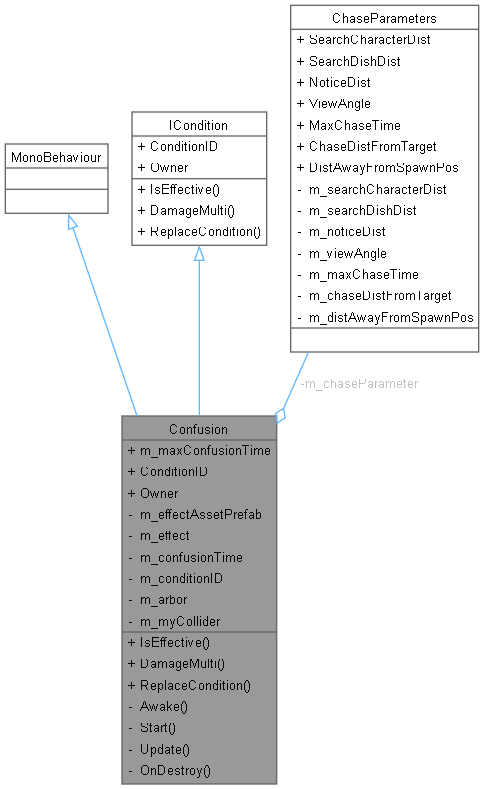 ChaseParameters
+ SearchCharacterDist
+ SearchDishDist
+ NoticeDist
+ ViewAngle
+ MaxChaseTime
+ ChaseDistFromTarget
+ DistAwayFromSpawnPos
- m_searchCharacterDist
- m_searchDishDist
- m_noticeDist
- m_viewAngle
- m_maxChaseTime
- m_chaseDistFromTarget
- m_distAwayFromSpawnPos
ICondition
+ ConditionID
+ Owner
+ IsEffective()
+ DamageMulti()
+ ReplaceCondition()
MonoBehaviour
-m_chaseParameter
Confusion
+ m_maxConfusionTime
+ ConditionID
+ Owner
- m_effectAssetPrefab
- m_effect
- m_confusionTime
- m_conditionID
- m_arbor
- m_myCollider
+ IsEffective()
+ DamageMulti()
+ ReplaceCondition()
- Awake()
- Start()
- Update()
- OnDestroy()